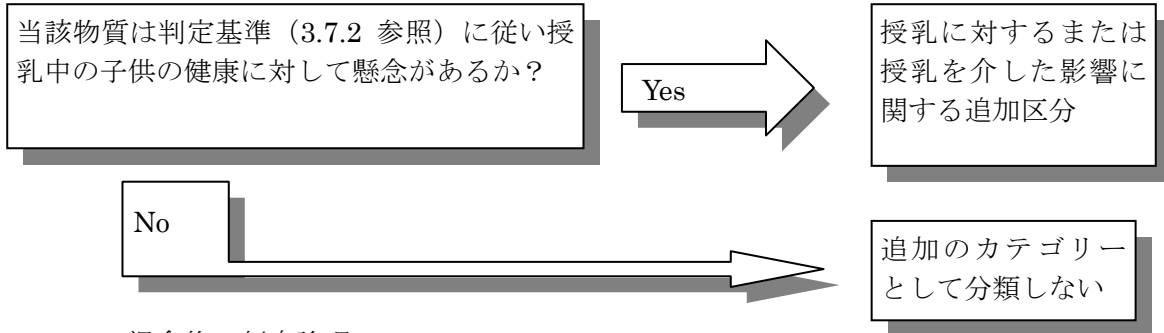 当該物質は判定基準（3.7.2 参照）に従い授
乳中の子供の健康に対して懸念があるか？
Yes
授乳に対するまたは
授乳を介した影響に
関する追加区分
No
追加のカテゴリー
として分類しない